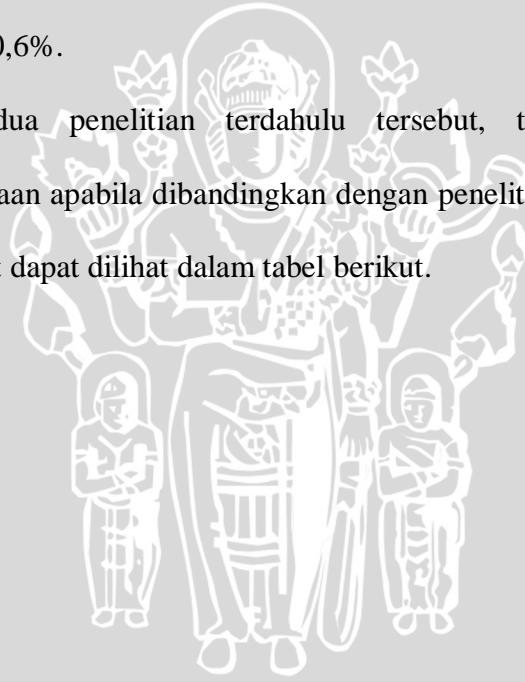 0,6%.
dua penelitian terdahulu tersebut, t
aan apabila dibandingkan dengan penelit
dapat dilihat dalam tabel berikut.